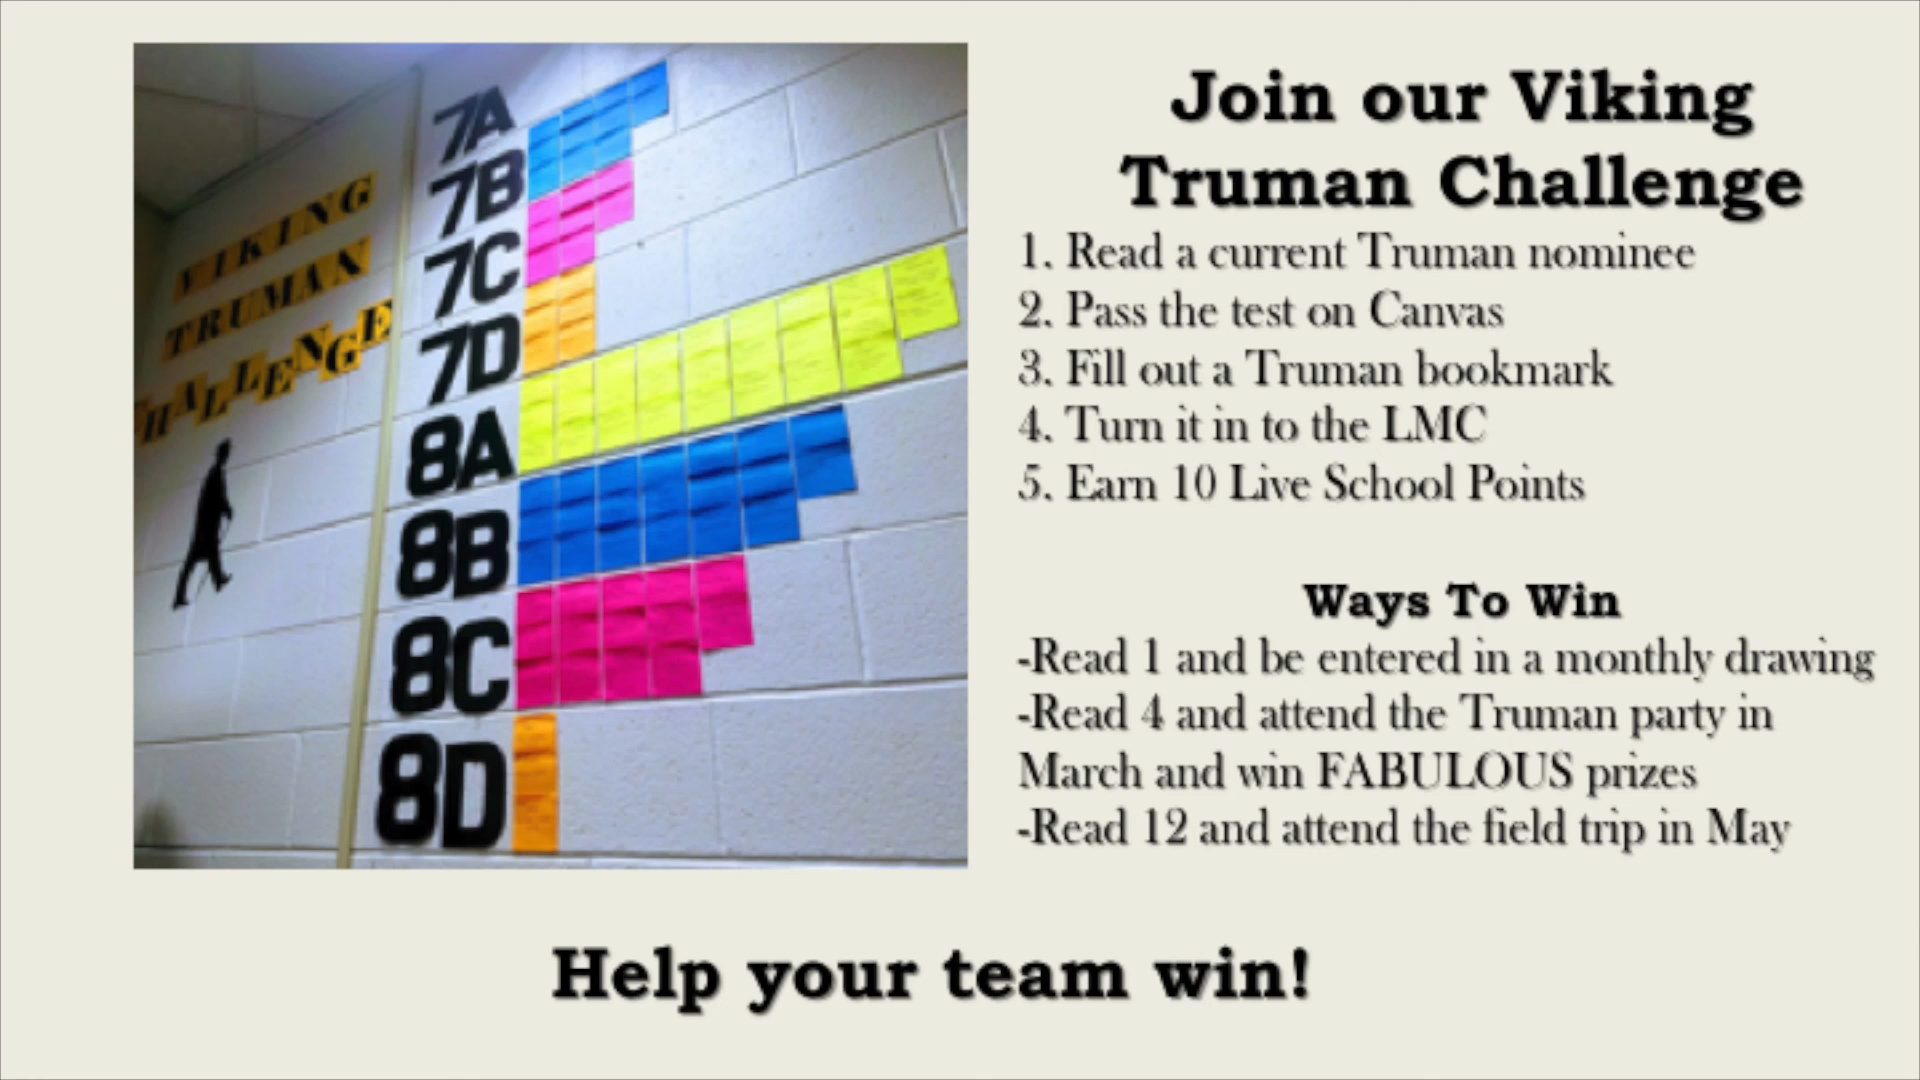 VIKING
TRUMAN
CHALLENGE
7A
7B
7C
7D
8A
8B
8C
8D
Join our Viking
Truman Challenge
1. Read a current Truman nominee
2. Pass the test on Canvas
3. Fill out a Truman bookmark
4. Turn it in to the LMC
5. Earn 10 Live School Points
Ways To Win
-Read 1 and be entered in a monthly drawing
-Read 4 and attend the Truman party in
March and win FABULOUS prizes
-Read 12 and attend the field trip in May
Help your team win!